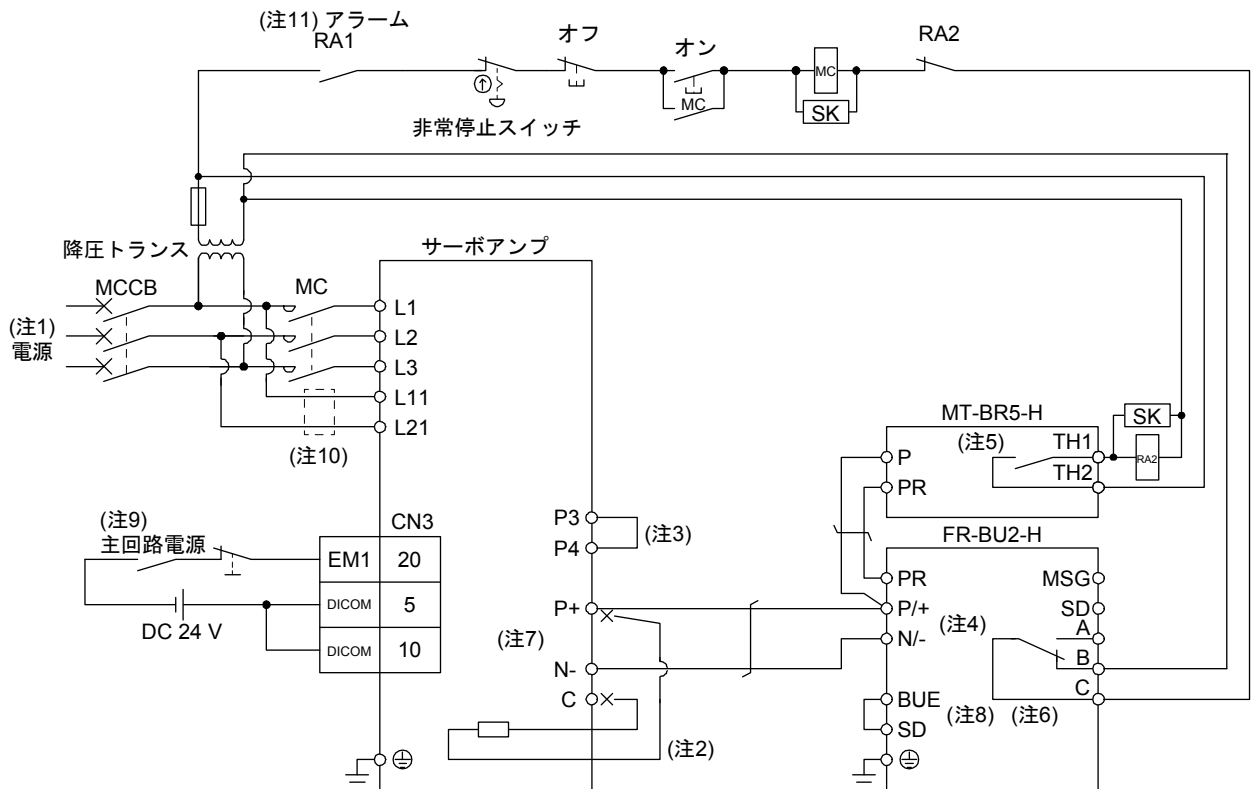 (注11) アラーム
RA1
オフ
オン
RA2
MC
SK
MC
非常停止スイッチ
降圧トランス
サーボアンプ
MCCB
MC
(注1)
電源
L1
L2
L3
L11
L21
(注10)
MT-BR5-H
SK
(注5)
TH1
P
RA2
TH2
PR
(注9)
主回路電源
CN3
P3
P4
(注3)
FR-BU2-H
EM1
20
DICOM
5
DICOM
10
DC 24 V
PR
MSG
P+
P/+
SD
(注4)
A
N/-
(注7)
B
N-
C
C
BUE
(注8)
(注6)
SD
(注2)